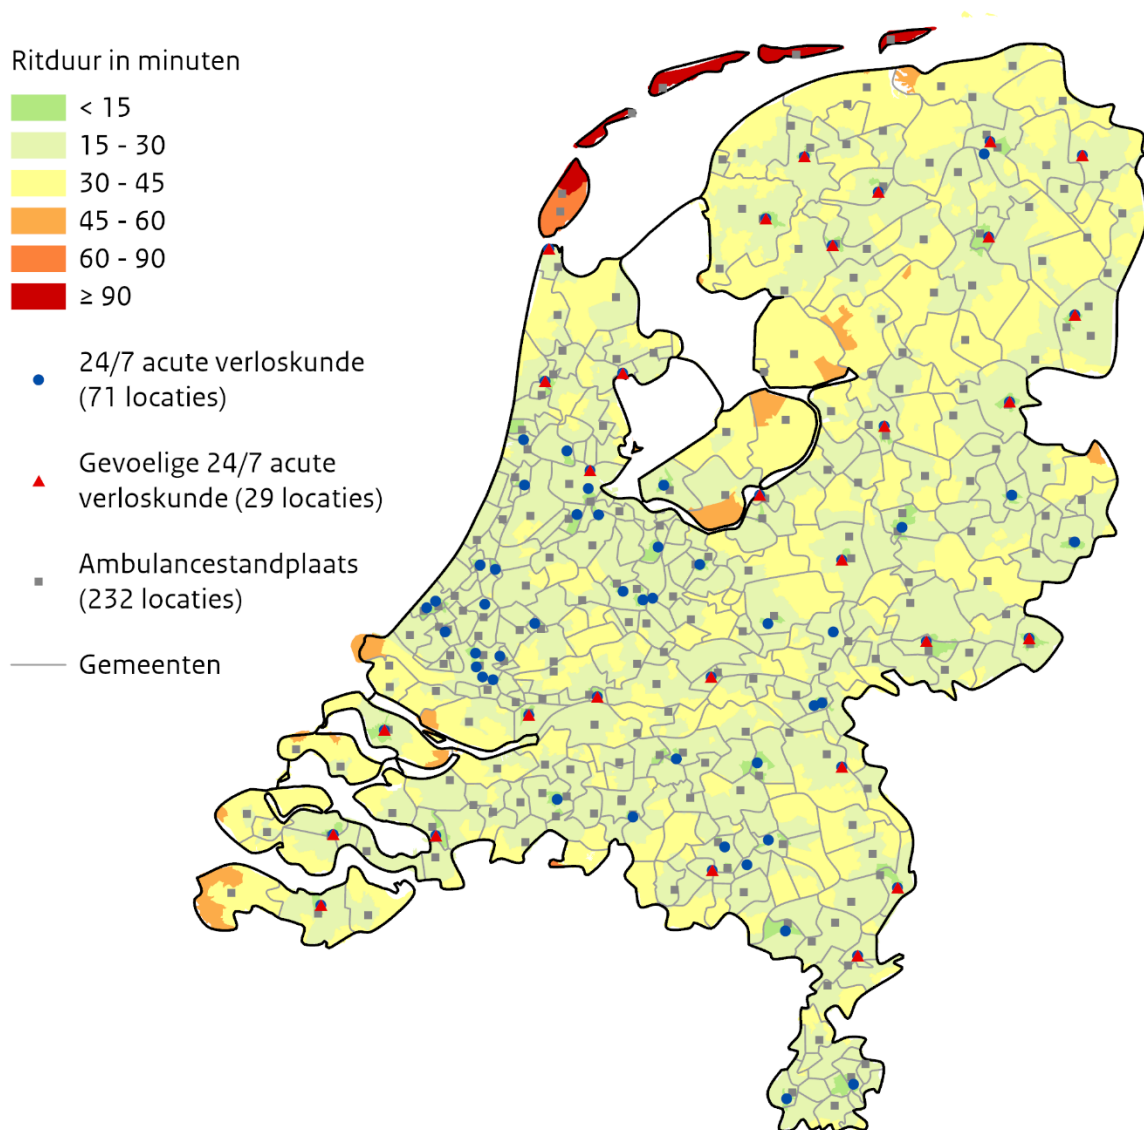 Ritduur in minuten
< 15
15 - 30
30 - 45
45 - 60
60 - 90
≥ 90
24/7 acute verloskunde
(71 locaties)
Gevoelige 24/7 acute
verloskunde (29 locaties)
Ambulancestandplaats
(232 locaties)
Gemeenten